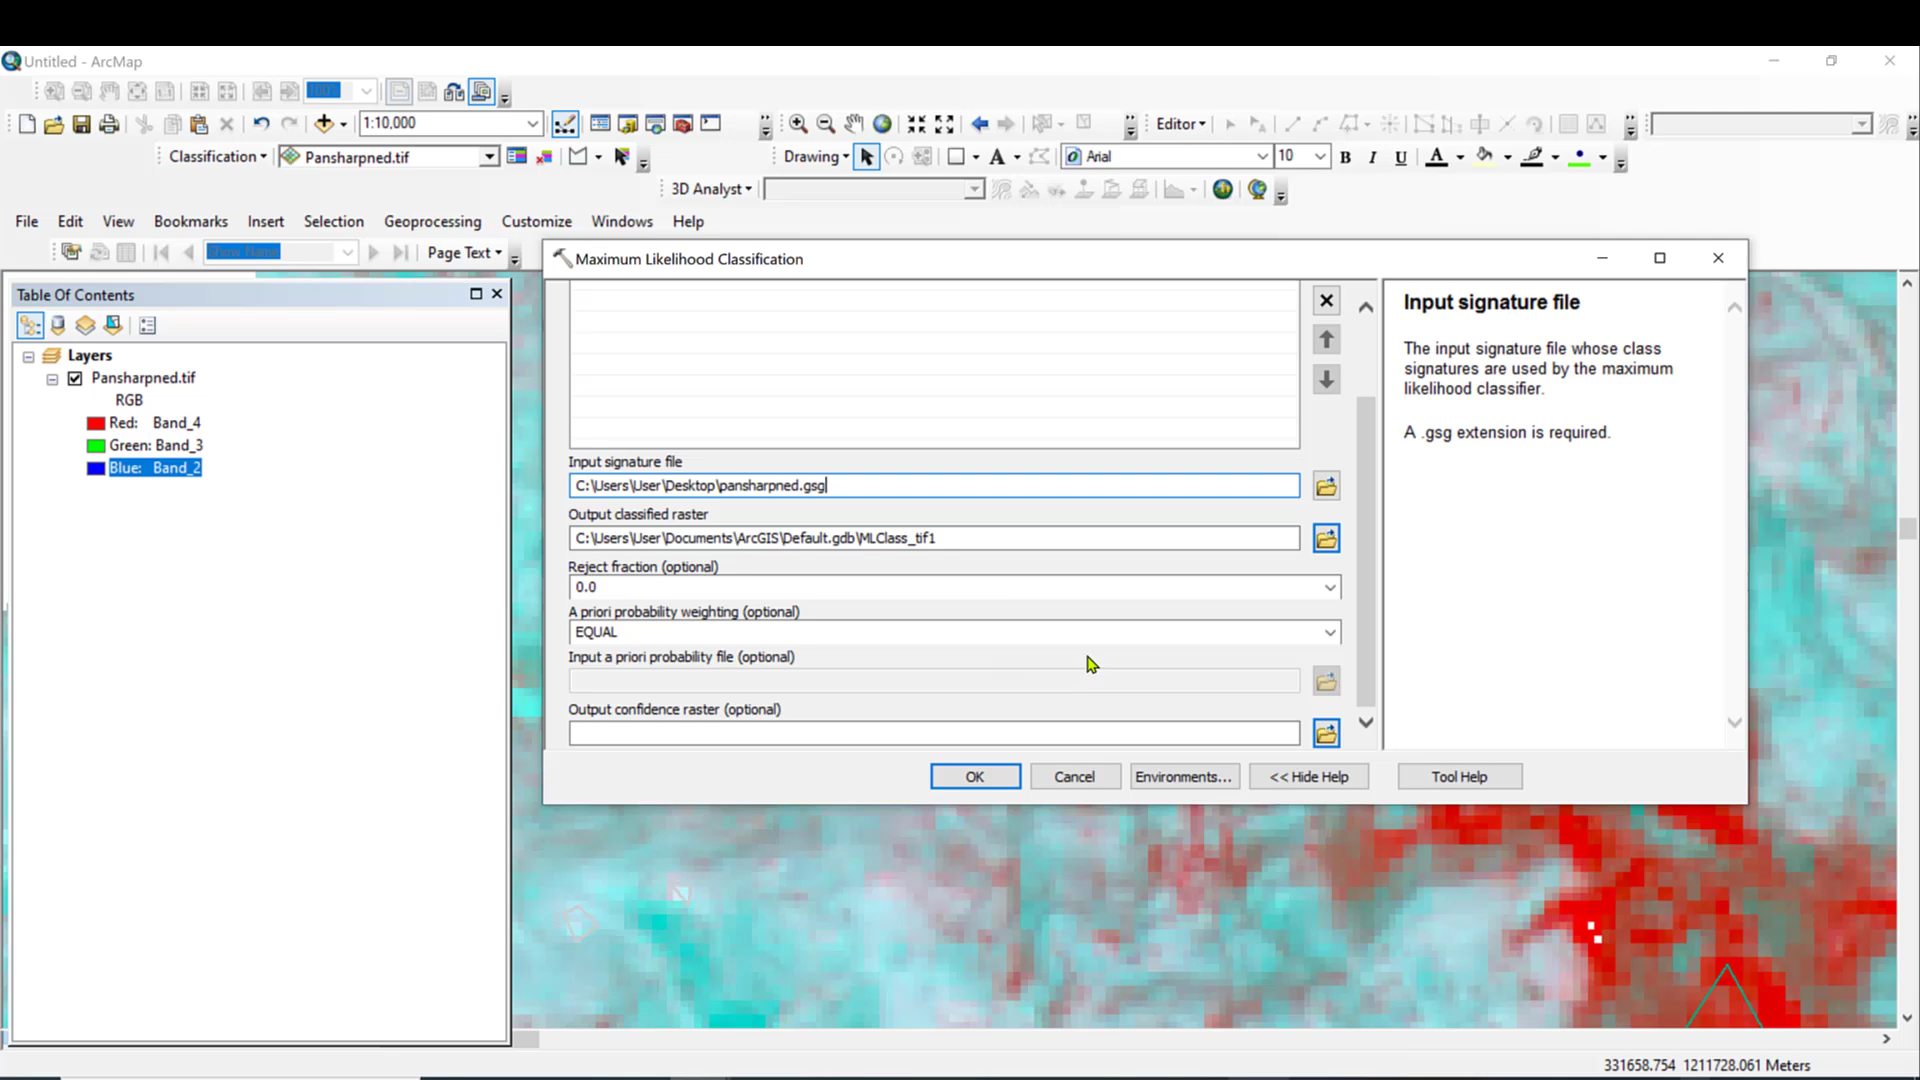 Untitled - ArcMap
100%
1:10,000
Editor
Classification
Pansharpned.tif
Drawing
A
Arial
10
B I U A
3D Analyst
File Edit View Bookmarks Insert Selection Geoprocessing Customize Windows Help
Show Name
Page Text
Maximum Likelihood Classification
Table Of Contents
Layers
Pansharpned.tif
RGB
Red: Band_4
Green: Band_3
Blue: Band_2
Input signature file
C:\Users\User\Desktop\pansharpned.gsg
Output classified raster
C:\Users\User\Documents\ArcGIS\Default.gdb\MLClass_tif1
Reject fraction (optional)
0.0
A priori probability weighting (optional)
EQUAL
Input a priori probability file (optional)
Output confidence raster (optional)
OK
Cancel
Environments...
<< Hide Help
Tool Help
Input signature file
The input signature file whose class
signatures are used by the maximum
likelihood classifier.
A .gsg extension is required.
331658.754 1211728.061 Meters